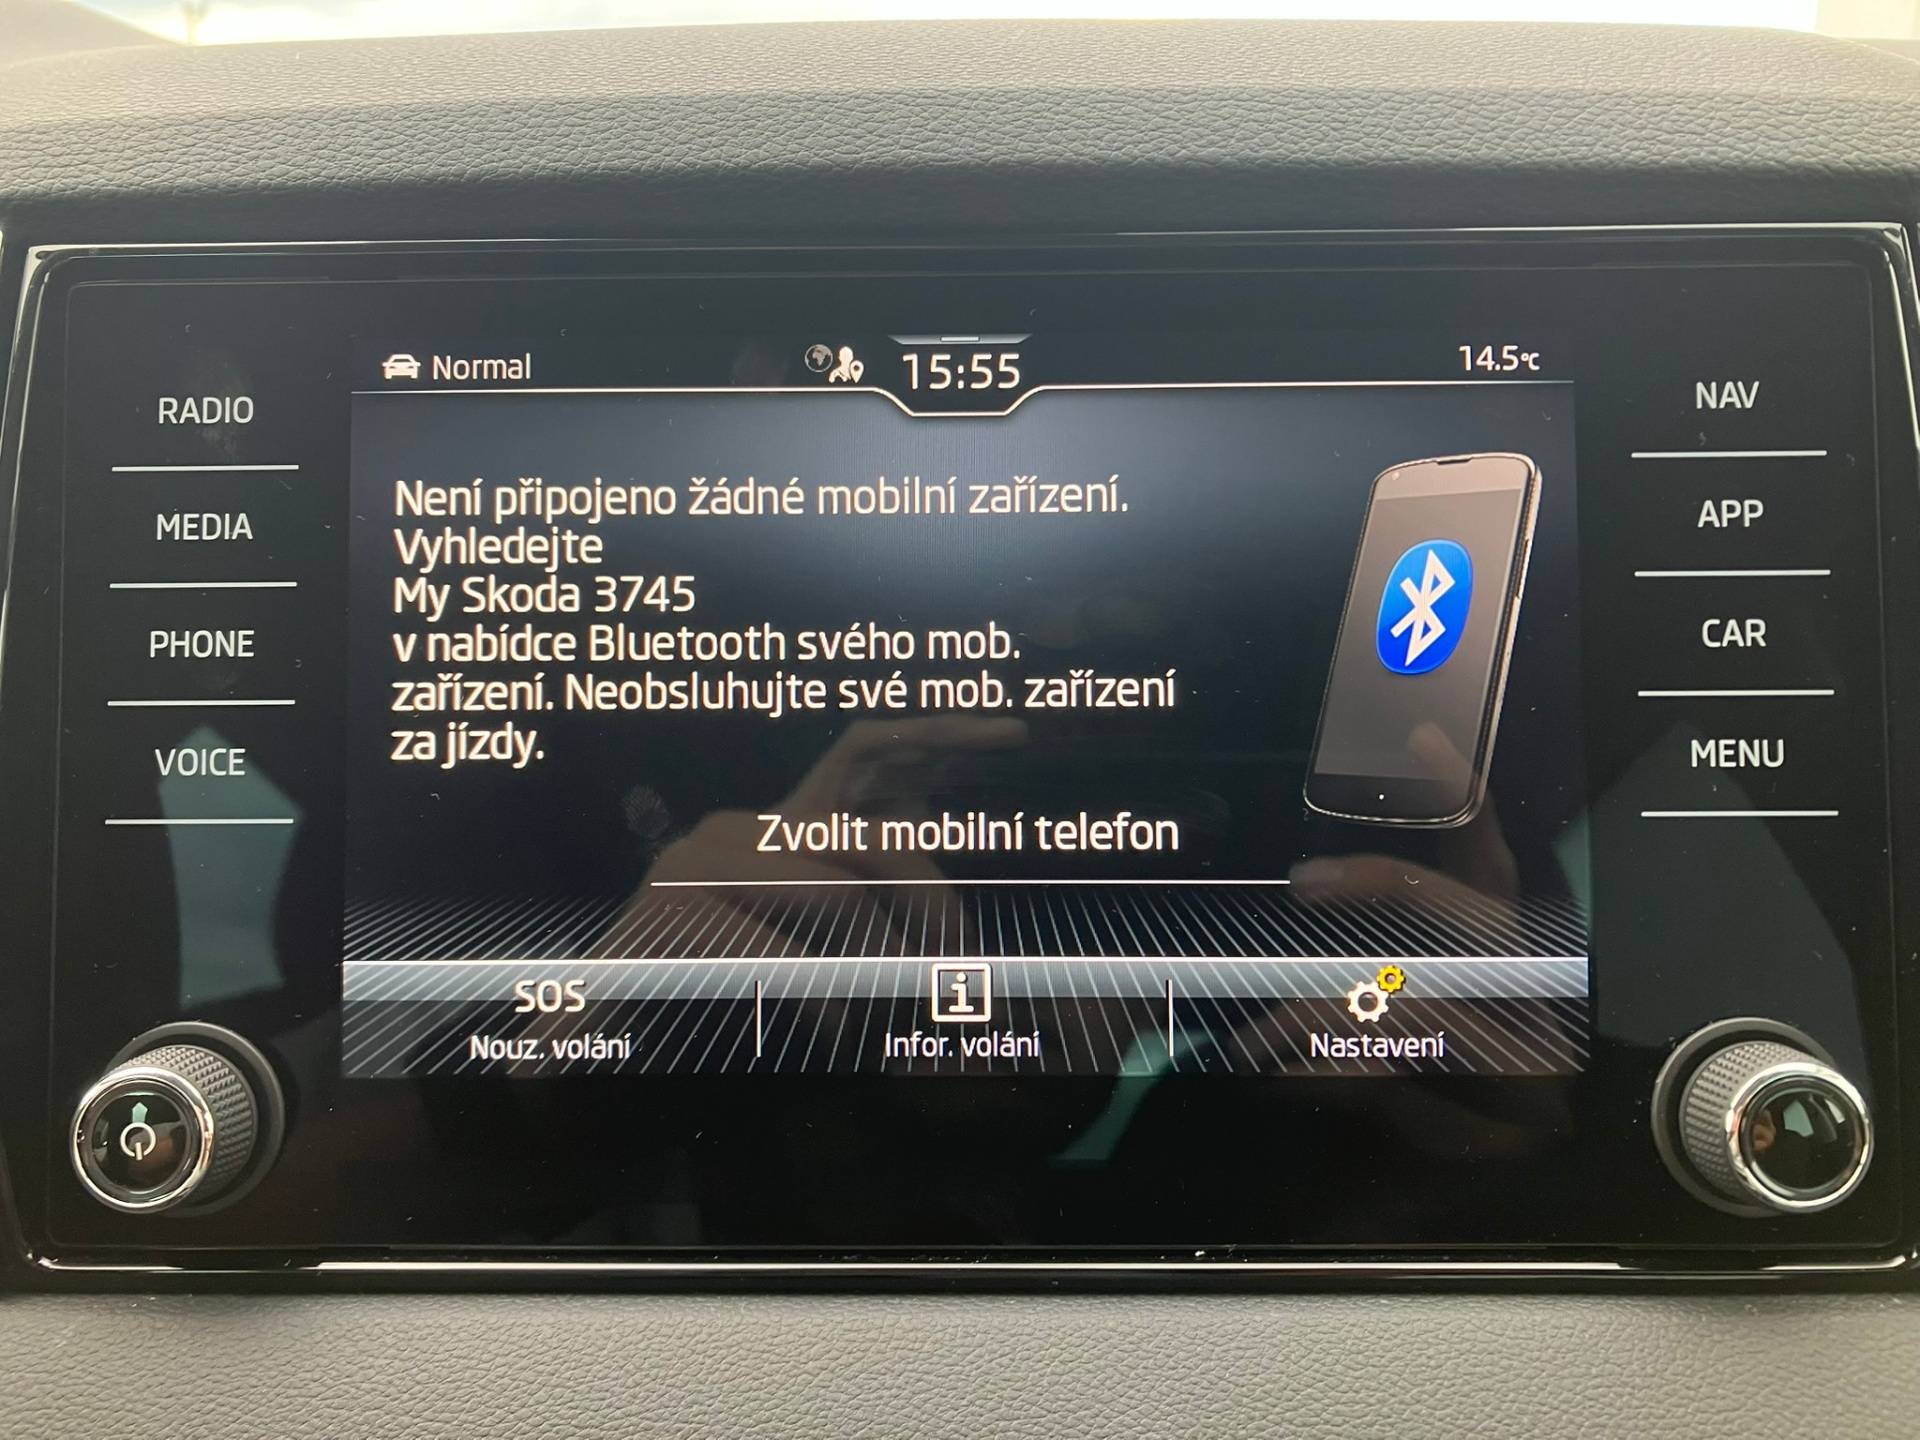 Normal
15:55
14.5°C
RADIO
MEDIA
PHONE
VOICE
NAV
APP
CAR
MENU
Není připojeno žádné mobilní zařízení.
Vyhledejte
My Skoda 3745
v nabídce Bluetooth svého mob.
zařízení. Neobsluhujte své mob. zařízení
za jízdy.
Zvolit mobilní telefon
SOS
Nouz. volání
i
Infor. volání
Nastavení